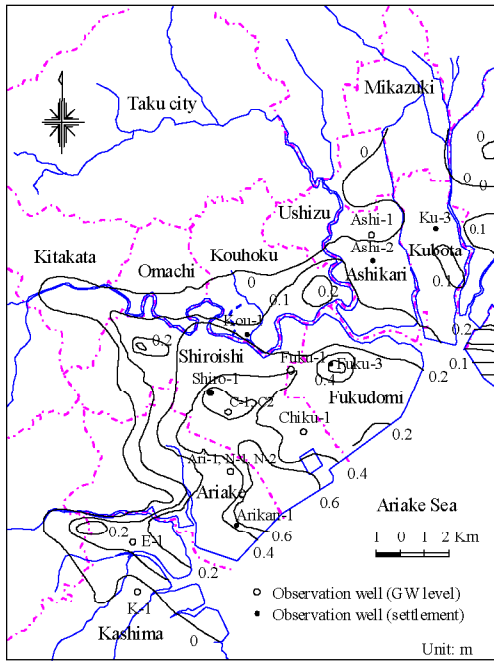 Mikazuki
Taku city
0
0
0
Ushizu
Ashi-1
Ku-3
0.1
Kouhoku
Ashi-2
Kubota
Kitakata
Omachi
Ashikari
0
0.2
0.1
0.1
Kou-1
0.2
0.2
Shiroishi
Fuku-1
0.1
Fuku-3
0.4
0.2
Shiro-1
Fukudomi
C-1, C2
Chiku-1
0.2
Ari-1, N-1, N-2
0.4
Ariake
0.6
Ariake Sea
Arikan-1
1 0 1 2 Km
0.6
0.2
0.4
E-1
0.2
Observation well (GW level)
K-1
Observation well (settlement)
Kashima
0
Unit: m